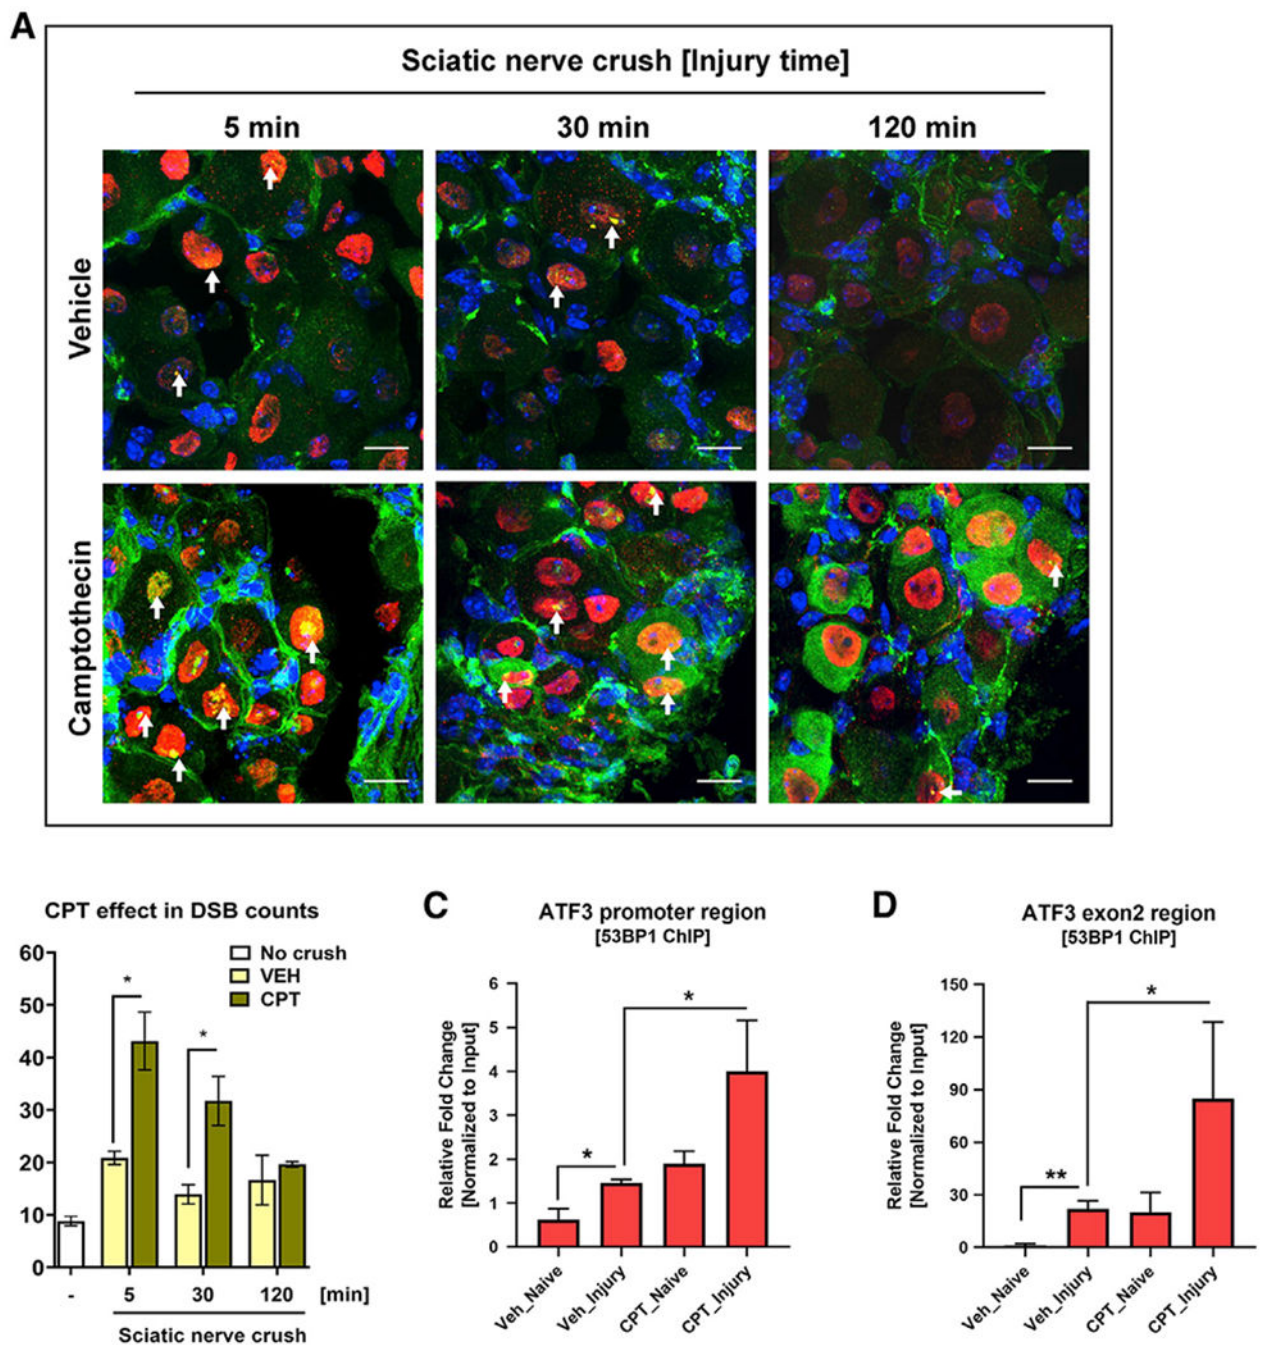 A
Sciatic nerve crush [Injury time]
5 min
30 min
120 min
Vehicle
Camptothecin
CPT effect in DSB counts
No crush
VEH
CPT
60
50
40
30
20
10
0
*
*
-
5
30
120
[min]
Sciatic nerve crush
C
ATF3 promoter region
[53BP1 ChIP]
Relative Fold Change
[Normalized to Input]
6
5
4
3
2
1
0
*
*
Veh_Naive
Veh_Injury
CPT_Naive
CPT_Injury
D
ATF3 exon2 region
[53BP1 ChIP]
Relative Fold Change
[Normalized to Input]
150
120
90
60
30
0
**
*
Veh_Naive
Veh_Injury
CPT_Naive
CPT_Injury